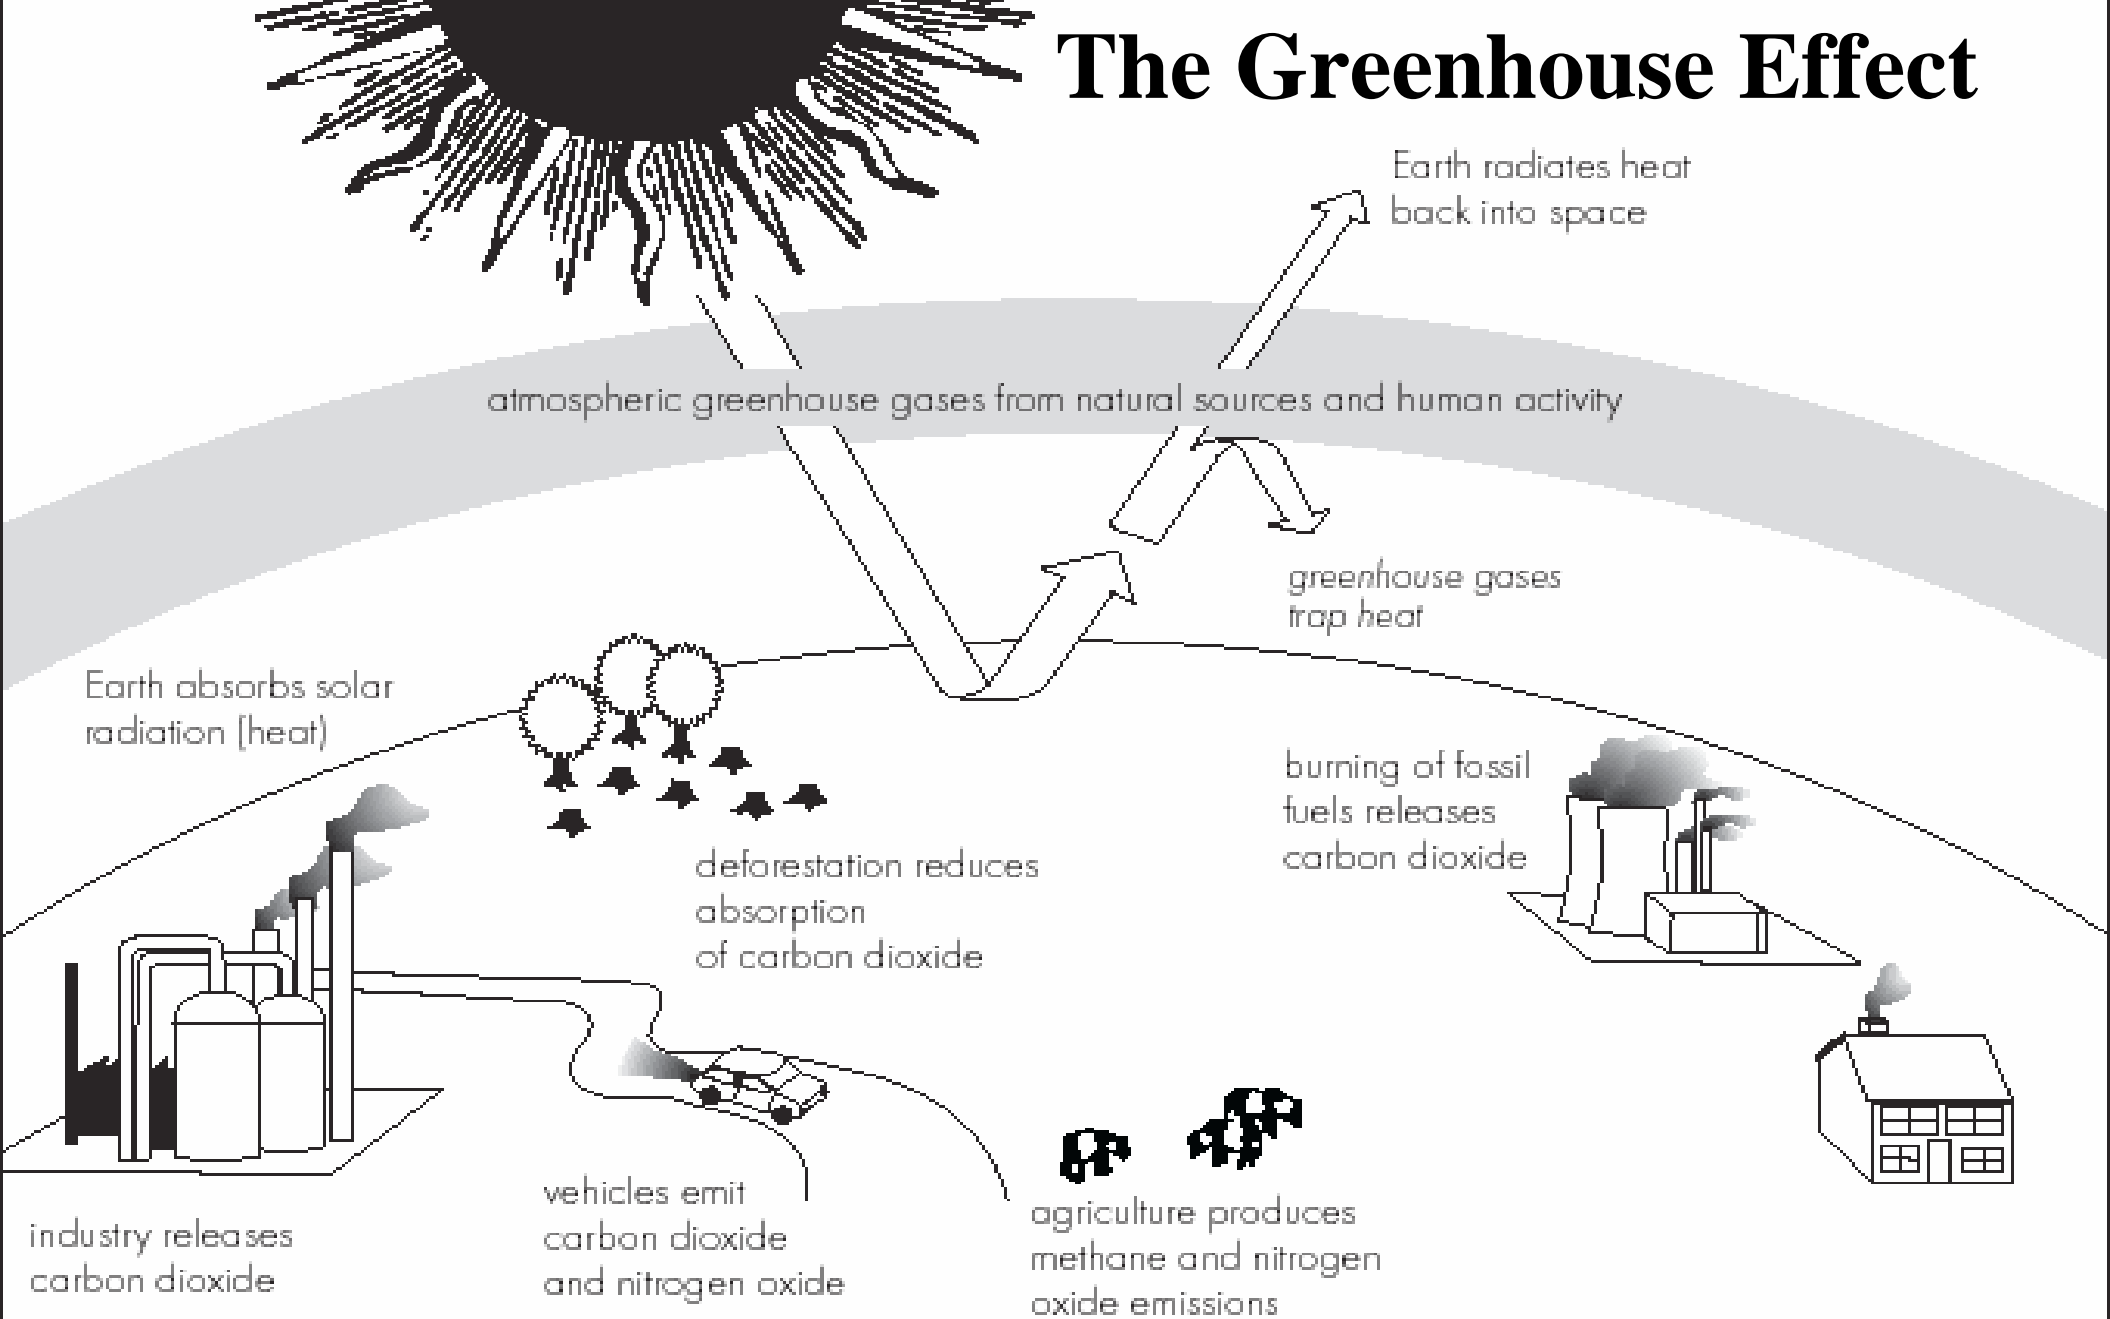 The Greenhouse Effect
Earth radiates heat
back into space
atmospheric greenhouse gases from natural sources and human activity
greenhouse gases
trap heat
Earth absorbs solar
radiation (heat)
burning of fossil
fuels releases
carbon dioxide
deforestation reduces
absorption
of carbon dioxide
industry releases
carbon dioxide
vehicles emit
carbon dioxide
and nitrogen oxide
agriculture produces
methane and nitrogen
oxide emissions